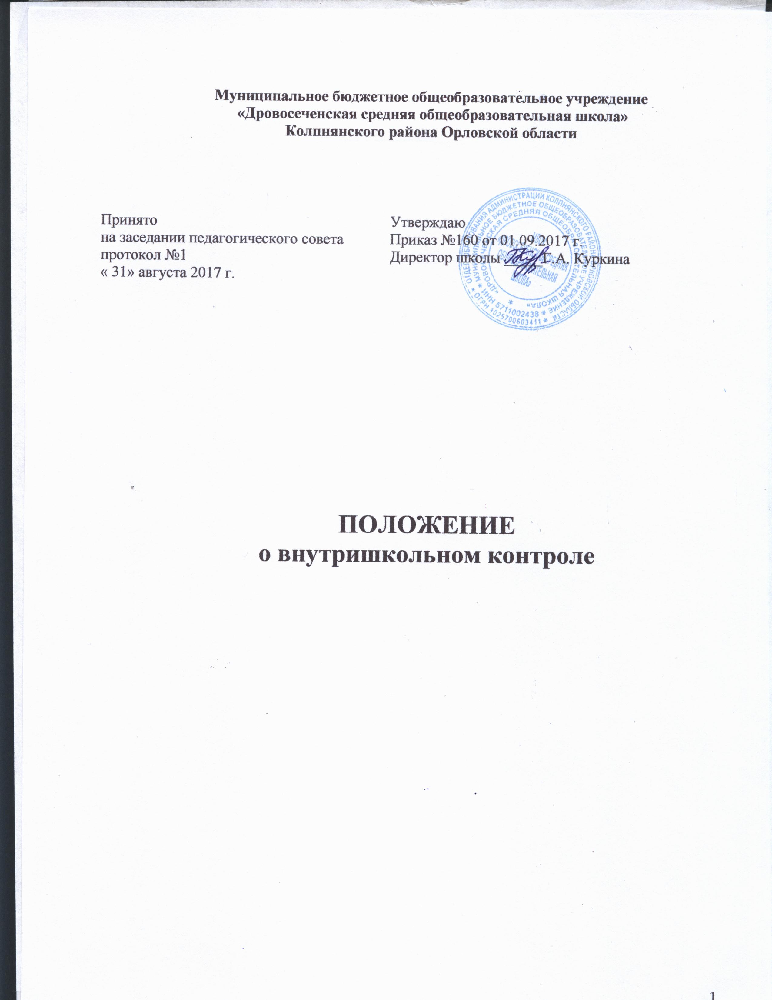 Муниципальное бюджетное общеобразовательное учреждение
«Дровосеченская средняя общеобразовательная школа»
Колпнянского района Орловской области
Принято
на заседании педагогического совета
протокол №1
« 31» августа 2017 г.
Утверждаю
Приказ №160 от 01.09.2017 г.
Директор школы ______Г.А. Куркина
ОТДЕЛ ОБРАЗОВАНИЯ АДМИНИСТРАЦИИ КОЛПНЯНСКОГО РАЙОНА ОРЛОВСКОЙ ОБЛАСТИ * ОГРН 1025700603411 *
МУНИЦИПАЛЬНОЕ БЮДЖЕТНОЕ ОБЩЕОБРАЗОВАТЕЛЬНОЕ УЧРЕЖДЕНИЕ * ИНН 5711002438 *
«ДРОВОСЕЧЕНСКАЯ СРЕДНЯЯ ОБЩЕОБРАЗОВАТЕЛЬНАЯ ШКОЛА» *
ШКОЛА»
ПОЛОЖЕНИЕ
о внутришкольном контроле
1